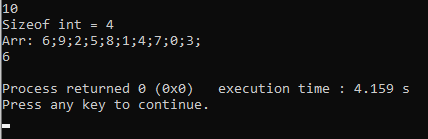 10
Sizeof int = 4
Arr: 6;9;2;5;8;1;4;7;0;3;
6
Process returned 0 (0x0)   execution time : 4.159 s
Press any key to continue.